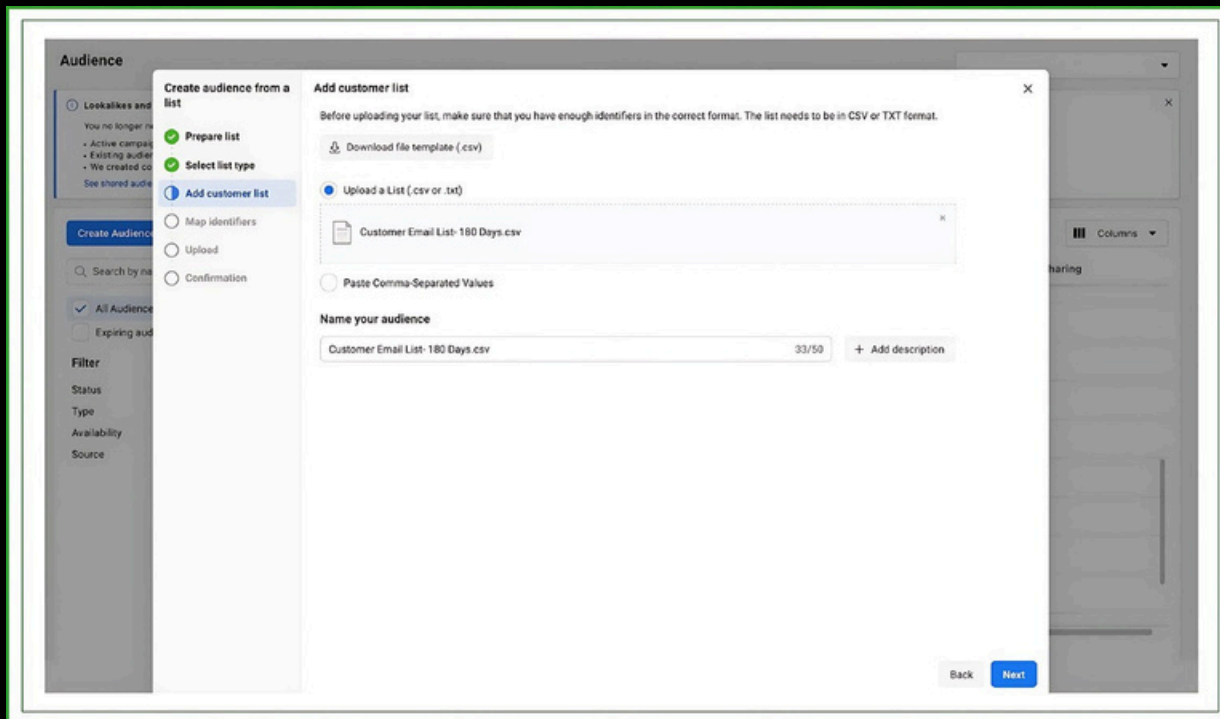 Audience
Lookalikes and
You no longer n
• Active campaig
• Existing audien
• We created co
See shared audie
Create Audience
Search by na
All Audience
Expiring aud
Filter
Status
Type
Availability
Source
Create audience from a
list
Prepare list
Select list type
Add customer list
Map identifiers
Upload
Confirmation
Add customer list
Before uploading your list, make sure that you have enough identifiers in the correct format. The list needs to be in CSV or TXT format.
Download file template (.csv)
Upload a List (.csv or .txt)
Customer Email List- 180 Days.csv
Paste Comma-Separated Values
Name your audience
Customer Email List- 180 Days.csv 33/50 + Add description
Back Next
Columns
haring